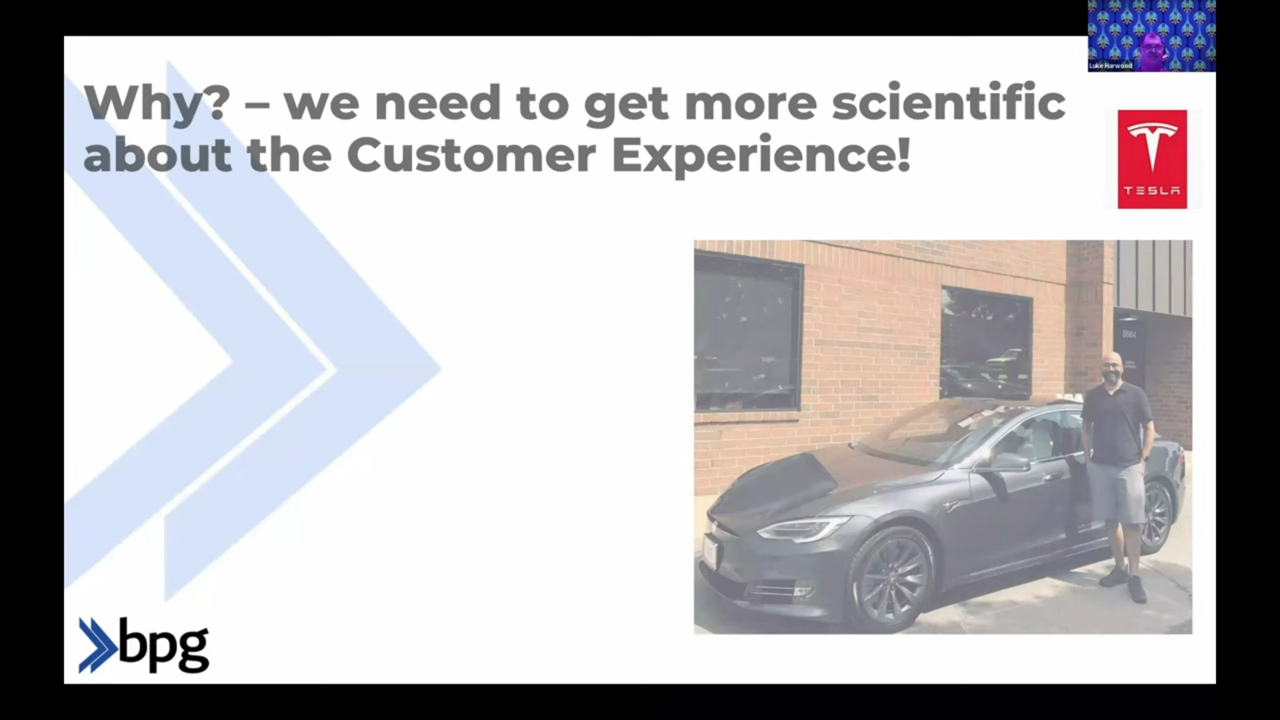 Luke Harwood
Why? – we need to get more scientific
about the Customer Experience!
TESLA
bpg